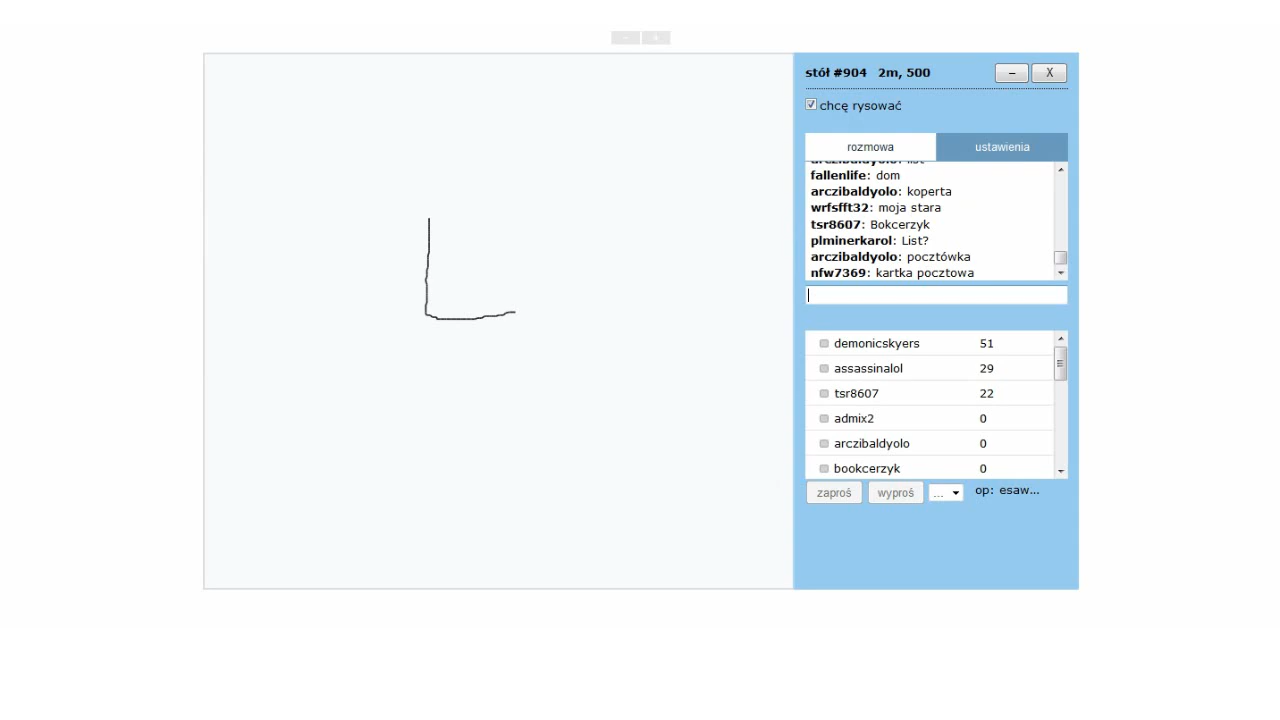 stół #904 2m, 500
– X
chcę rysować
rozmowa ustawienia
arczibaldyolo: list
fallenlife: dom
arczibaldyolo: koperta
wrfsfft32: moja stara
tsr8607: Bokcerzyk
plminerkarol: List?
arczibaldyolo: pocztówka
nfw7369: kartka pocztowa
demonicskyers 51
assassinalol 29
tsr8607 22
admix2 0
arczibaldyolo 0
bookcerzyk 0
zaproś wyproś ... op: esaw...